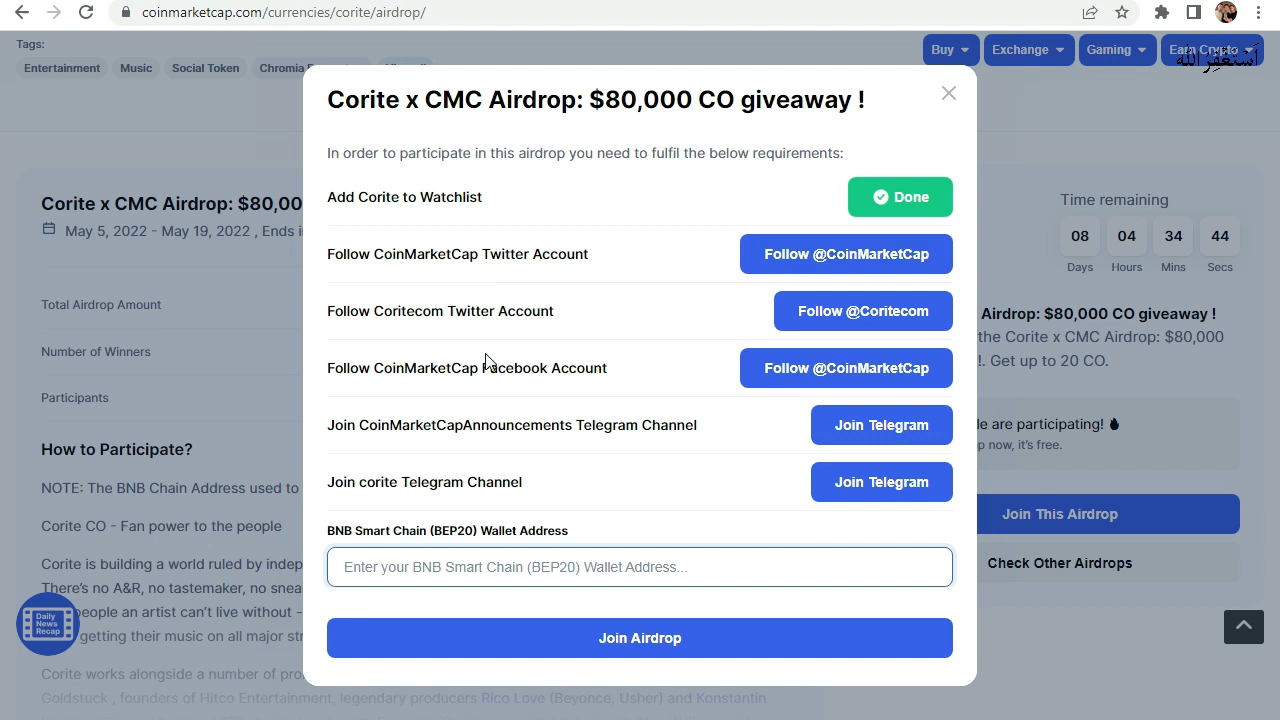 coinmarketcap.com/currencies/corite/airdrop/
Tags:
Entertainment
Music
Social Token
Buy
Exchange
Gaming
Earn Crypto
أستغفر الله
Corite x CMC Airdrop: $80,000 CO giveaway !
In order to participate in this airdrop you need to fulfil the below requirements:
Add Corite to Watchlist
Done
Follow CoinMarketCap Twitter Account
Follow @CoinMarketCap
Follow Coritecom Twitter Account
Follow @Coritecom
Follow CoinMarketCap Facebook Account
Follow @CoinMarketCap
Join CoinMarketCapAnnouncements Telegram Channel
Join Telegram
Join corite Telegram Channel
Join Telegram
BNB Smart Chain (BEP20) Wallet Address
Enter your BNB Smart Chain (BEP20) Wallet Address...
Join Airdrop
Corite x CMC Airdrop: $80,00
May 5, 2022 - May 19, 2022 , Ends i
Total Airdrop Amount
Number of Winners
Participants
How to Participate?
NOTE: The BNB Chain Address used to
Corite CO - Fan power to the people
Corite is building a world ruled by indep
There's no A&R, no tastemaker, no snea
people an artist can't live without -
getting their music on all major str
Corite works alongside a number of pro
Goldstuck , founders of Hitco Entertainment, legendary producers Rico Love (Beyonce, Usher) and Konstantin
Daily
News
Recap
Time remaining
08
04
34
44
Days
Hours
Mins
Secs
Airdrop: $80,000 CO giveaway !
the Corite x CMC Airdrop: $80,000
!. Get up to 20 CO.
le are participating!
p now, it's free.
Join This Airdrop
Check Other Airdrops